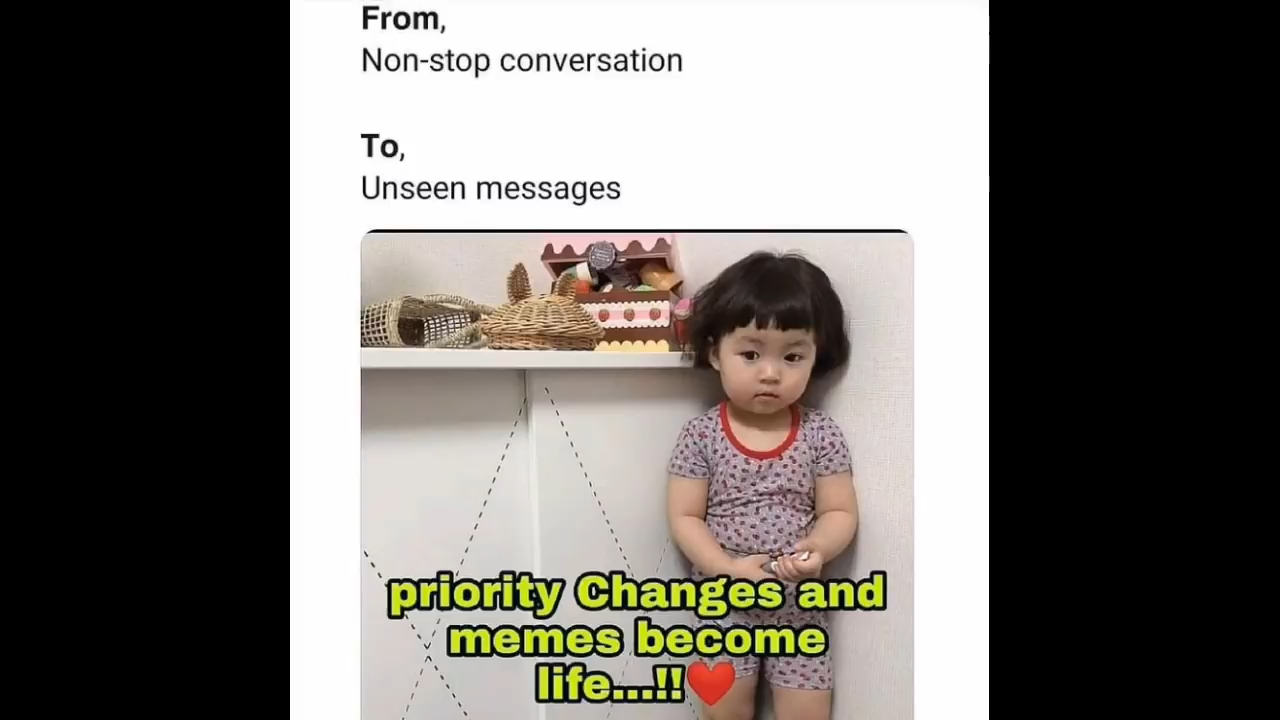 From,
Non-stop conversation
To,
Unseen messages
priority Changes and
memes become
life...!!❤️